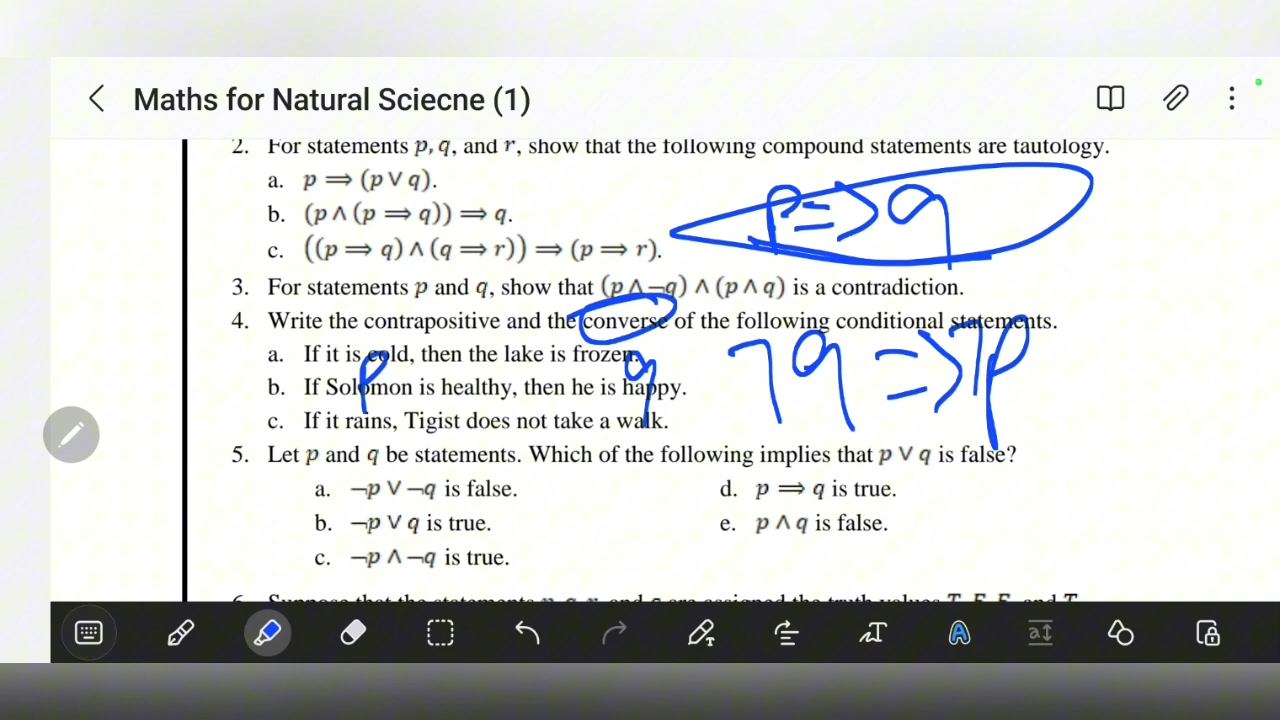 Maths for Natural Sciecne (1)
2. For statements p, q, and r, show that the following compound statements are tautology.
a. p ⟹ (p ∨ q).
b. (p ∧ (p ⟹ q)) ⟹ q.
c. ((p ⟹ q) ∧ (q ⟹ r)) ⟹ (p ⟹ r).
p => q
3. For statements p and q, show that (p ∧ ¬q) ∧ (p ∧ q) is a contradiction.
4. Write the contrapositive and the converse of the following conditional statements.
a. If it is cold, then the lake is frozen.
p q ¬q => ¬p
b. If Solomon is healthy, then he is happy.
c. If it rains, Tigist does not take a walk.
5. Let p and q be statements. Which of the following implies that p ∨ q is false?
a. ¬p ∨ ¬q is false. d. p ⟹ q is true.
b. ¬p ∨ q is true. e. p ∧ q is false.
c. ¬p ∧ ¬q is true.